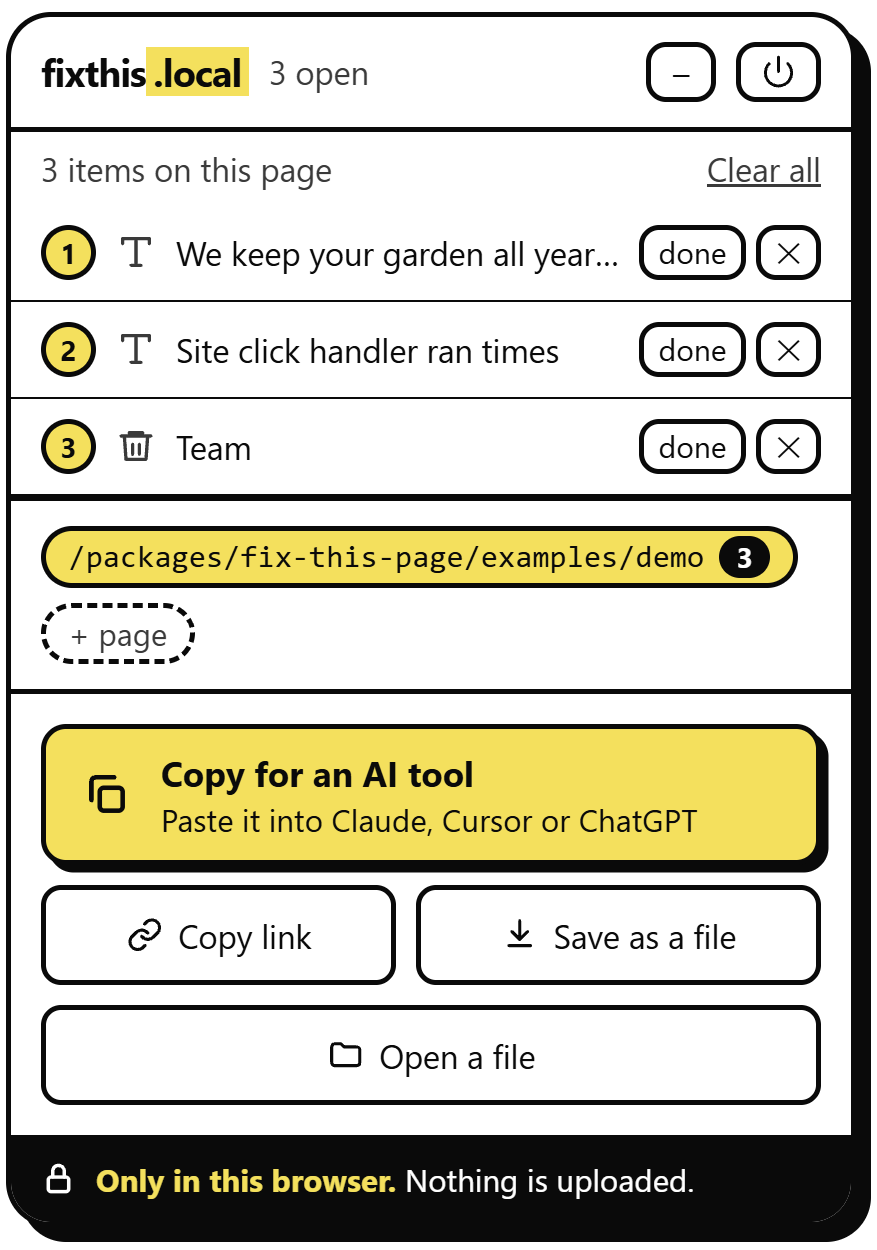 fixthis.local 3 open –
3 items on this page Clear all
1 We keep your garden all year... done
2 Site click handler ran times done
3 Team done
/packages/fix-this-page/examples/demo 3
+ page
Copy for an AI tool
Paste it into Claude, Cursor or ChatGPT
Copy link Save as a file
Open a file
Only in this browser. Nothing is uploaded.